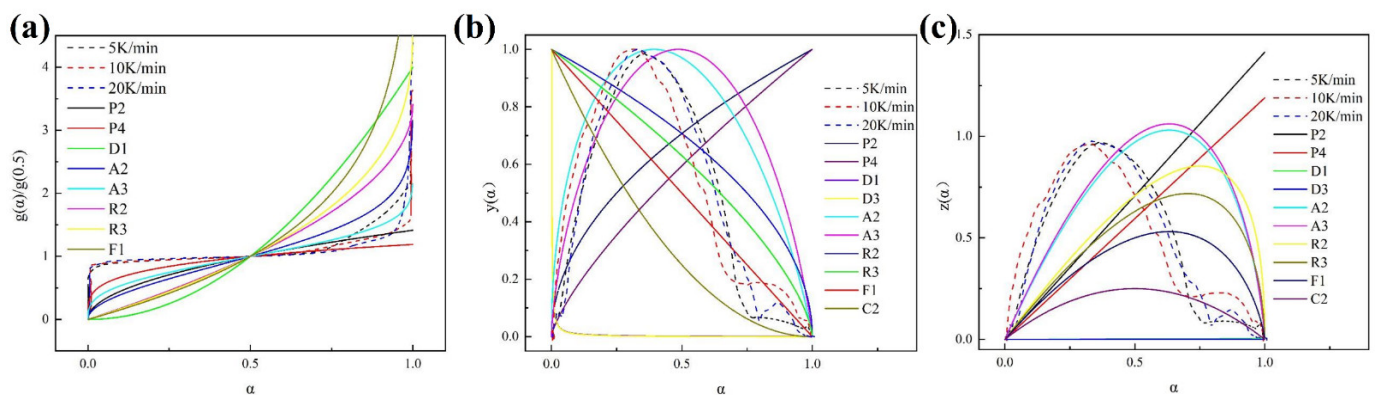 (a)
5K/min
10K/min
20K/min
P2
P4
D1
A2
A3
R2
R3
F1
g(α)/g(0.5)
4
3
2
1
0
0.0
0.5
1.0
α
(b)
5K/min
10K/min
20K/min
P2
P4
D1
D3
A2
A3
R2
R3
F1
C2
y(α)
1.0
0.8
0.6
0.4
0.2
0.0
0.0
0.5
1.0
α
(c)
5K/min
10K/min
20K/min
P2
P4
D1
D3
A2
A3
R2
R3
F1
C2
z(α)
1.5
1.0
0.5
0.0
0.0
0.5
1.0
α